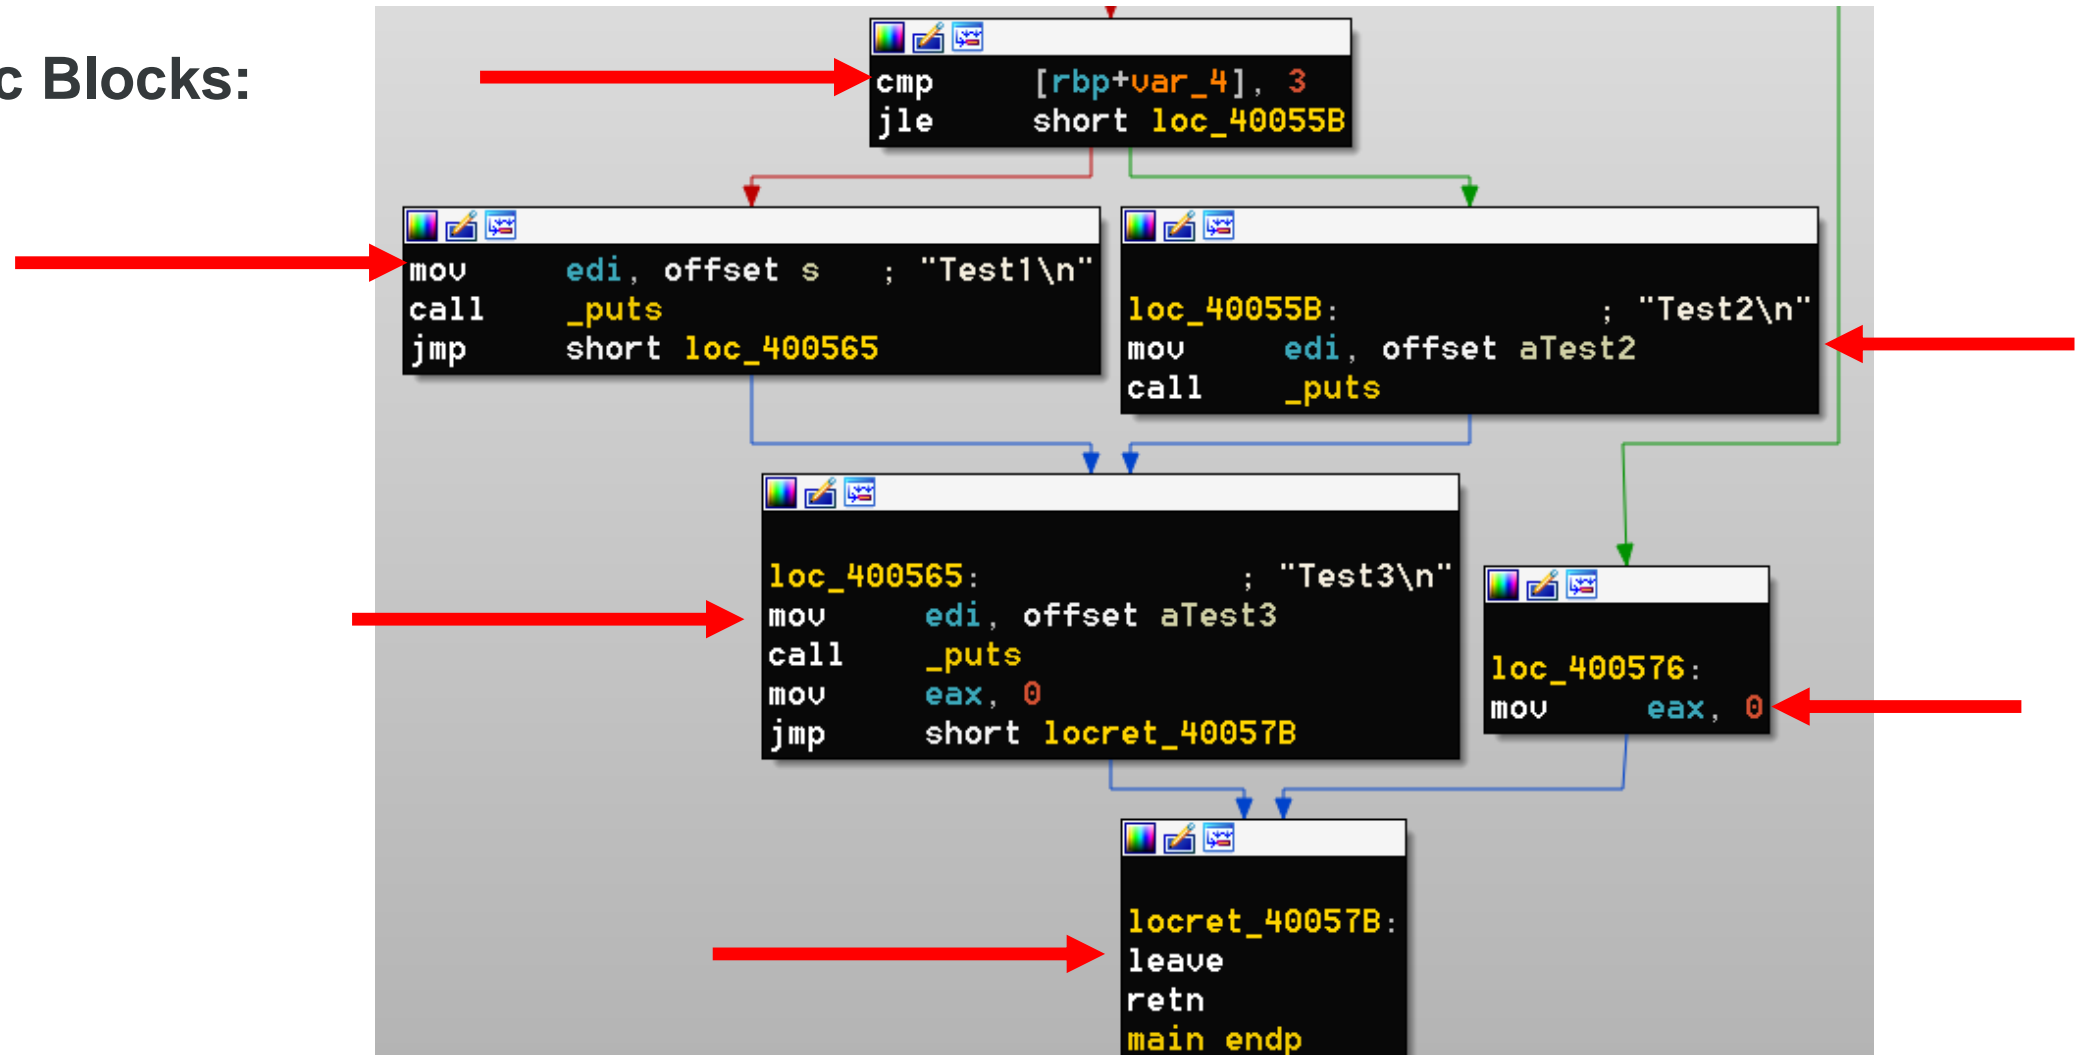 c Blocks:
cmp [rbp+var_4], 3
jle short loc_40055B
mov edi, offset s ; "Test1\n"
call _puts
jmp short loc_400565
loc_40055B: ; "Test2\n"
mov edi, offset aTest2
call _puts
loc_400565: ; "Test3\n"
mov edi, offset aTest3
call _puts
mov eax, 0
jmp short locret_40057B
loc_400576:
mov eax, 0
locret_40057B:
leave
retn
main endp